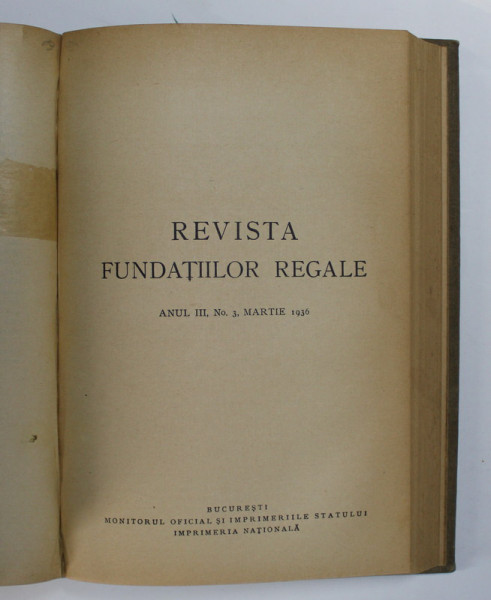 REVISTA
FUNDAȚIILOR REGALE
ANUL III, No. 3, MARTIE 1936
BUCUREȘTI
MONITORUL OFICIAL ȘI IMPRIMERIILE STATULUI
IMPRIMERIA NAȚIONALĂ